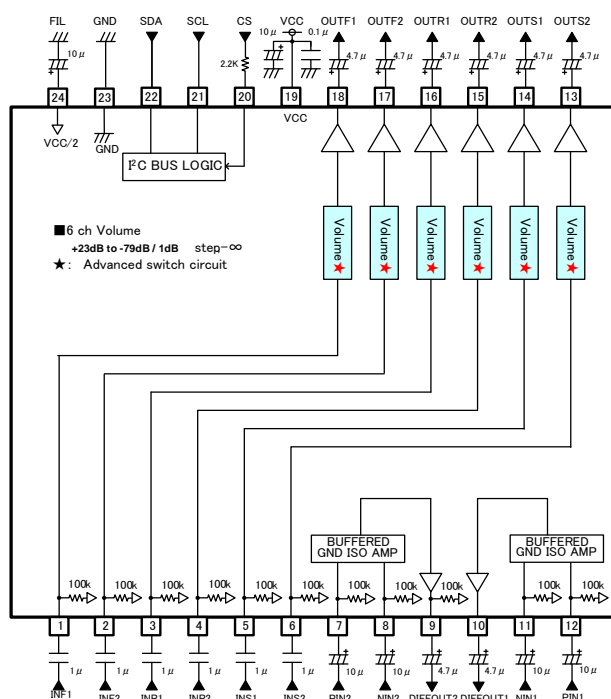 FIL GND SDA SCL CS VCC OUTF1 OUTF2 OUTR1 OUTR2 OUTS1 OUTS2
10μ 2.2K 10μ 0.1μ 4.7μ 4.7μ 4.7μ 4.7μ 4.7μ 4.7μ
24 23 22 21 20 19 18 17 16 15 14 13
VCC/2 GND VCC
I²C BUS LOGIC
■6 ch Volume
+23dB to -79dB / 1dB step-∞
★: Advanced switch circuit
Volume★ Volume★ Volume★ Volume★ Volume★ Volume★
BUFFERED
GND ISO AMP
BUFFERED
GND ISO AMP
100k 100k 100k 100k 100k 100k 100k 100k 100k 100k 100k
1 2 3 4 5 6 7 8 9 10 11 12
1μ 1μ 1μ 1μ 1μ 1μ 10μ 10μ 4.7μ 4.7μ 10μ 10μ
INF1 INF2 INR1 INR2 INS1 INS2 PIN2 NIN2 DIFFOUT2 DIFFOUT1 NIN1 PIN1